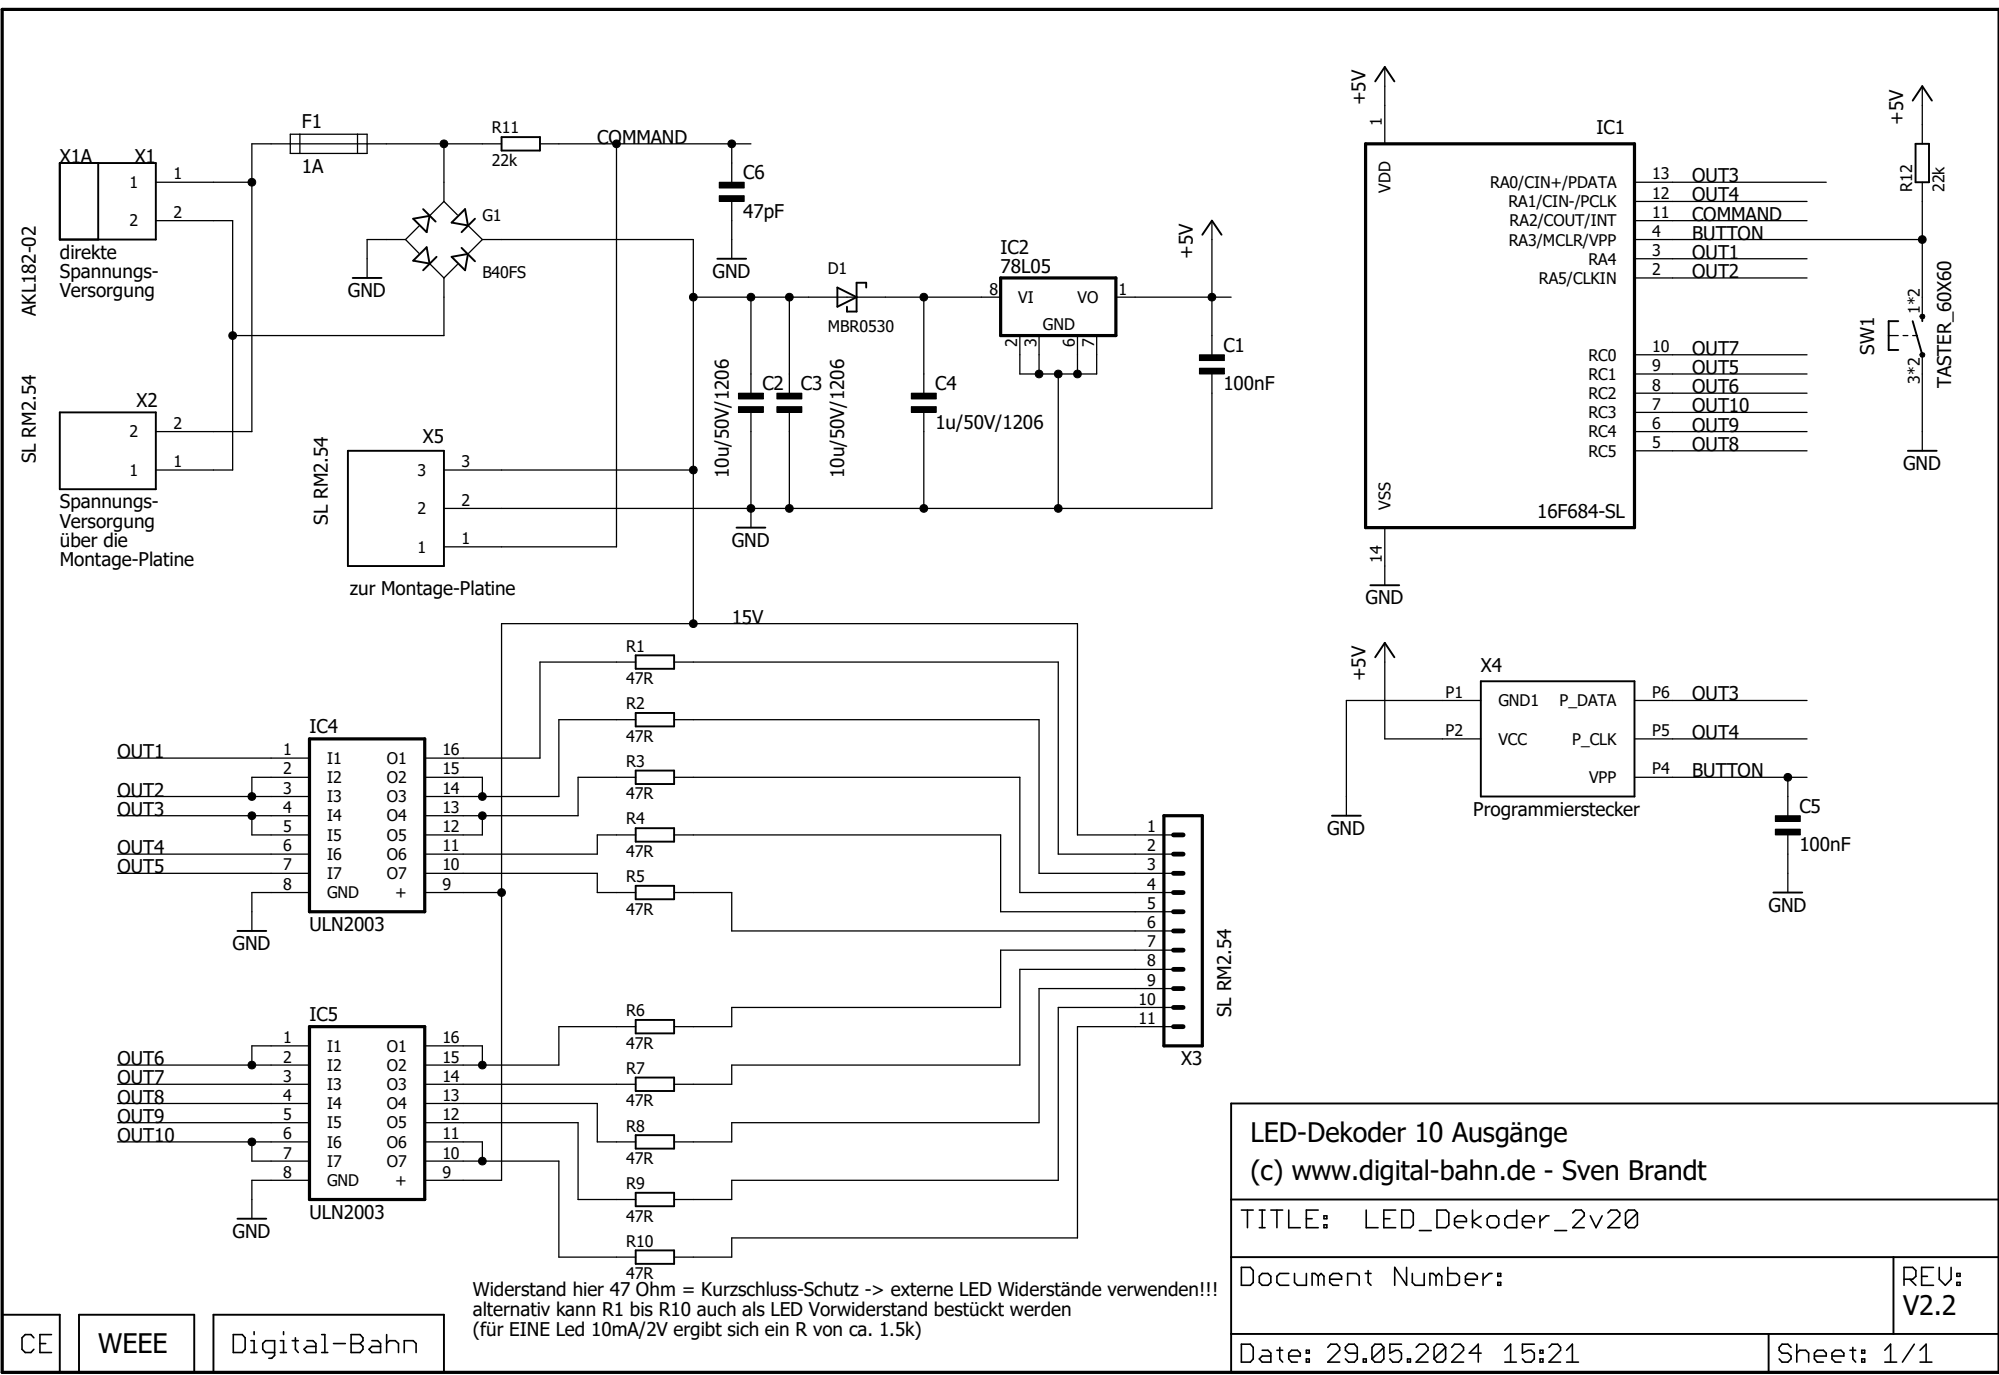 F1
1A
R11
22k
COMMAND
C6
47pF
GND
X1A X1
1 1
2 2
AKL182-02
direkte
Spannungs-
Versorgung
G1
B40FS
GND
SL RM2.54
X2
2 2
1 1
Spannungs-
Versorgung
über die
Montage-Platine
SL RM2.54
X5
3 3
2 2
1 1
zur Montage-Platine
10u/50V/1206
C2
C3
10u/50V/1206
GND
D1
MBR0530
C4
1u/50V/1206
IC2
78L05
8 VI VO 1
GND
2 3 6 7
+5V
C1
100nF
+5V
1
IC1
VDD
RA0/CIN+/PDATA 13 OUT3
RA1/CIN-/PCLK 12 OUT4
RA2/COUT/INT 11 COMMAND
RA3/MCLR/VPP 4 BUTTON
RA4 3 OUT1
RA5/CLKIN 2 OUT2
RC0 10 OUT7
RC1 9 OUT5
RC2 8 OUT6
RC3 7 OUT10
RC4 6 OUT9
RC5 5 OUT8
VSS
16F684-SL
14
GND
+5V
R12
22k
SW1
1*2
3*2
TASTER_60X60
GND
15V
R1
47R
R2
47R
R3
47R
R4
47R
R5
47R
IC4
OUT1 1 I1 O1 16
2 I2 O2 15
OUT2 3 I3 O3 14
OUT3 4 I4 O4 13
5 I5 O5 12
OUT4 6 I6 O6 11
OUT5 7 I7 O7 10
8 GND + 9
ULN2003
GND
IC5
1 I1 O1 16
OUT6 2 I2 O2 15
OUT7 3 I3 O3 14
OUT8 4 I4 O4 13
OUT9 5 I5 O5 12
OUT10 6 I6 O6 11
7 I7 O7 10
8 GND + 9
ULN2003
GND
R6
47R
R7
47R
R8
47R
R9
47R
R10
47R
1
2
3
4
5
6
7
8
9
10
11
X3
SL RM2.54
+5V
X4
P1 GND1 P_DATA P6 OUT3
P2 VCC P_CLK P5 OUT4
VPP P4 BUTTON
Programmierstecker
GND
C5
100nF
GND
Widerstand hier 47 Ohm = Kurzschluss-Schutz -> externe LED Widerstände verwenden!!!
alternativ kann R1 bis R10 auch als LED Vorwiderstand bestückt werden
(für EINE Led 10mA/2V ergibt sich ein R von ca. 1.5k)
CE
WEEE
Digital-Bahn
LED-Dekoder 10 Ausgänge
(c) www.digital-bahn.de - Sven Brandt
TITLE: LED_Dekoder_2v20
Document Number:
REV:
V2.2
Date: 29.05.2024 15:21
Sheet: 1/1